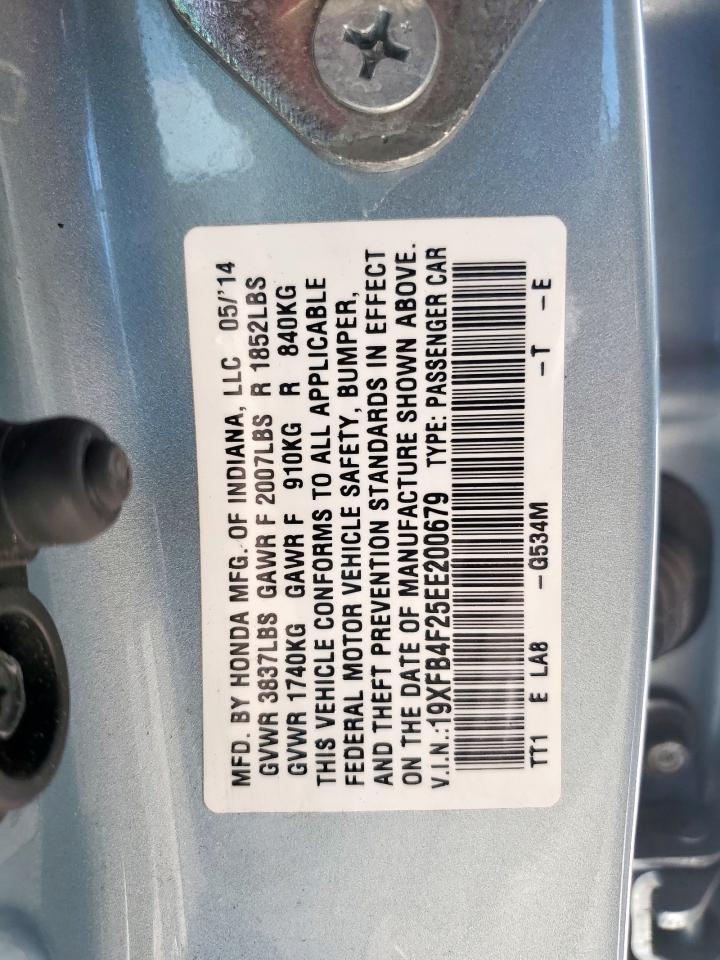 MFD. BY HONDA MFG. OF INDIANA, LLC 05/'14
GVWR 3837LBS GAWR F 2007LBS R 1852LBS
GVWR 1740KG GAWR F 910KG R 840KG
THIS VEHICLE CONFORMS TO ALL APPLICABLE
FEDERAL MOTOR VEHICLE SAFETY, BUMPER,
AND THEFT PREVENTION STANDARDS IN EFFECT
ON THE DATE OF MANUFACTURE SHOWN ABOVE.
V.I.N.:19XFB4F25EE200679 TYPE: PASSENGER CAR
TT1 E LA8 -G534M -T -E